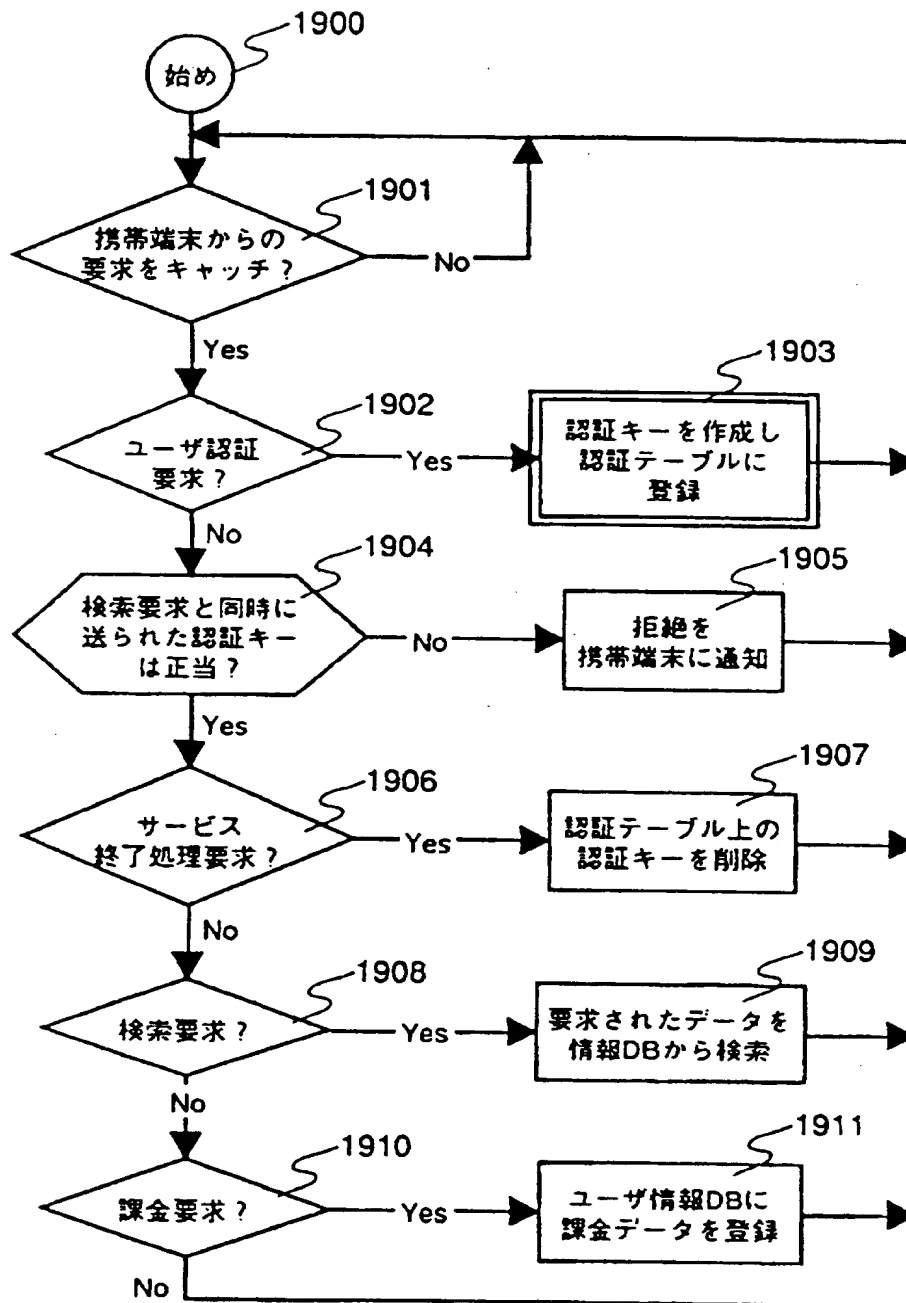 1900
始め
1901
携帯端末からの
要求をキャッチ?
No
Yes
1902
ユーザ認証
要求?
Yes
1903
認証キーを作成し
認証テーブルに
登録
No
1904
検索要求と同時に
送られた認証キー
は正当?
No
1905
拒絶を
携帯端末に通知
Yes
1906
サービス
終了処理要求?
Yes
1907
認証テーブル上の
認証キーを削除
No
1908
検索要求?
Yes
1909
要求されたデータを
情報DBから検索
No
1910
課金要求?
Yes
1911
ユーザ情報DBに
課金データを登録
No